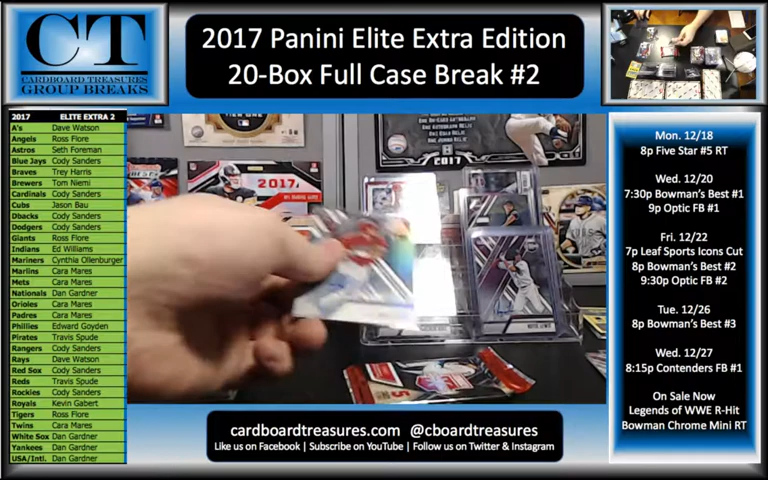 CT
CARDBOARD TREASURES
GROUP BREAKS
2017 Panini Elite Extra Edition
20-Box Full Case Break #2
2017 ELITE EXTRA 2
A's Dave Watson
Angels Ross Flore
Astros Seth Foreman
Blue Jays Cody Sanders
Braves Trey Harris
Brewers Tom Niemi
Cardinals Cody Sanders
Cubs Jason Bau
Dbacks Cody Sanders
Dodgers Cody Sanders
Giants Ross Flore
Indians Ed Williams
Mariners Cynthia Ollenburger
Marlins Cara Mares
Mets Cara Mares
Nationals Dan Gardner
Orioles Cara Mares
Padres Cara Mares
Phillies Edward Goyden
Pirates Travis Spude
Rangers Cody Sanders
Rays Dave Watson
Red Sox Cody Sanders
Reds Travis Spude
Rockies Cody Sanders
Royals Kevin Gabert
Tigers Ross Flore
Twins Cara Mares
White Sox Dan Gardner
Yankees Dan Gardner
USA/Intl. Dan Gardner
2017
2017
5
cardboardtreasures.com @cboardtreasures
Like us on Facebook | Subscribe on YouTube | Follow us on Twitter & Instagram
Mon. 12/18
8p Five Star #5 RT
Wed. 12/20
7:30p Bowman's Best #1
9p Optic FB #1
Fri. 12/22
7p Leaf Sports Icons Cut
8p Bowman's Best #2
9:30p Optic FB #2
Tue. 12/26
8p Bowman's Best #3
Wed. 12/27
8:15p Contenders FB #1
On Sale Now
Legends of WWE R-Hit
Bowman Chrome Mini RT